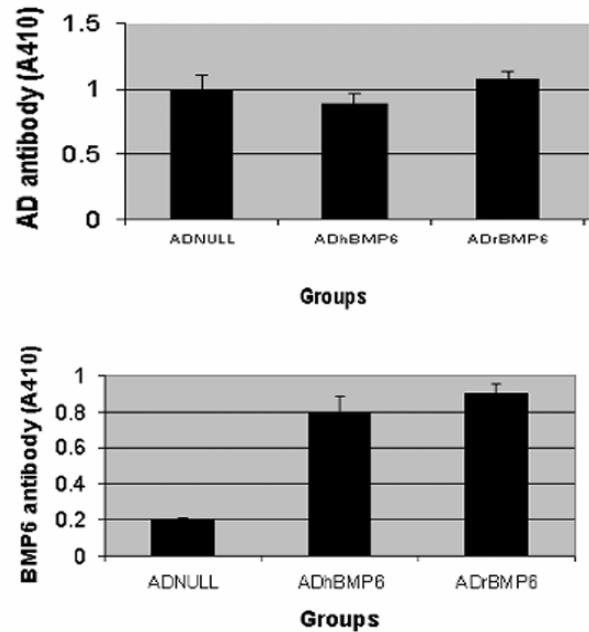 AD antibody (A410)
1.5
1
0.5
0
ADNULL ADhBMP6 ADrBMP6
Groups
BMP6 antibody (A410)
1
0.8
0.6
0.4
0.2
0
ADNULL ADhBMP6 ADrBMP6
Groups